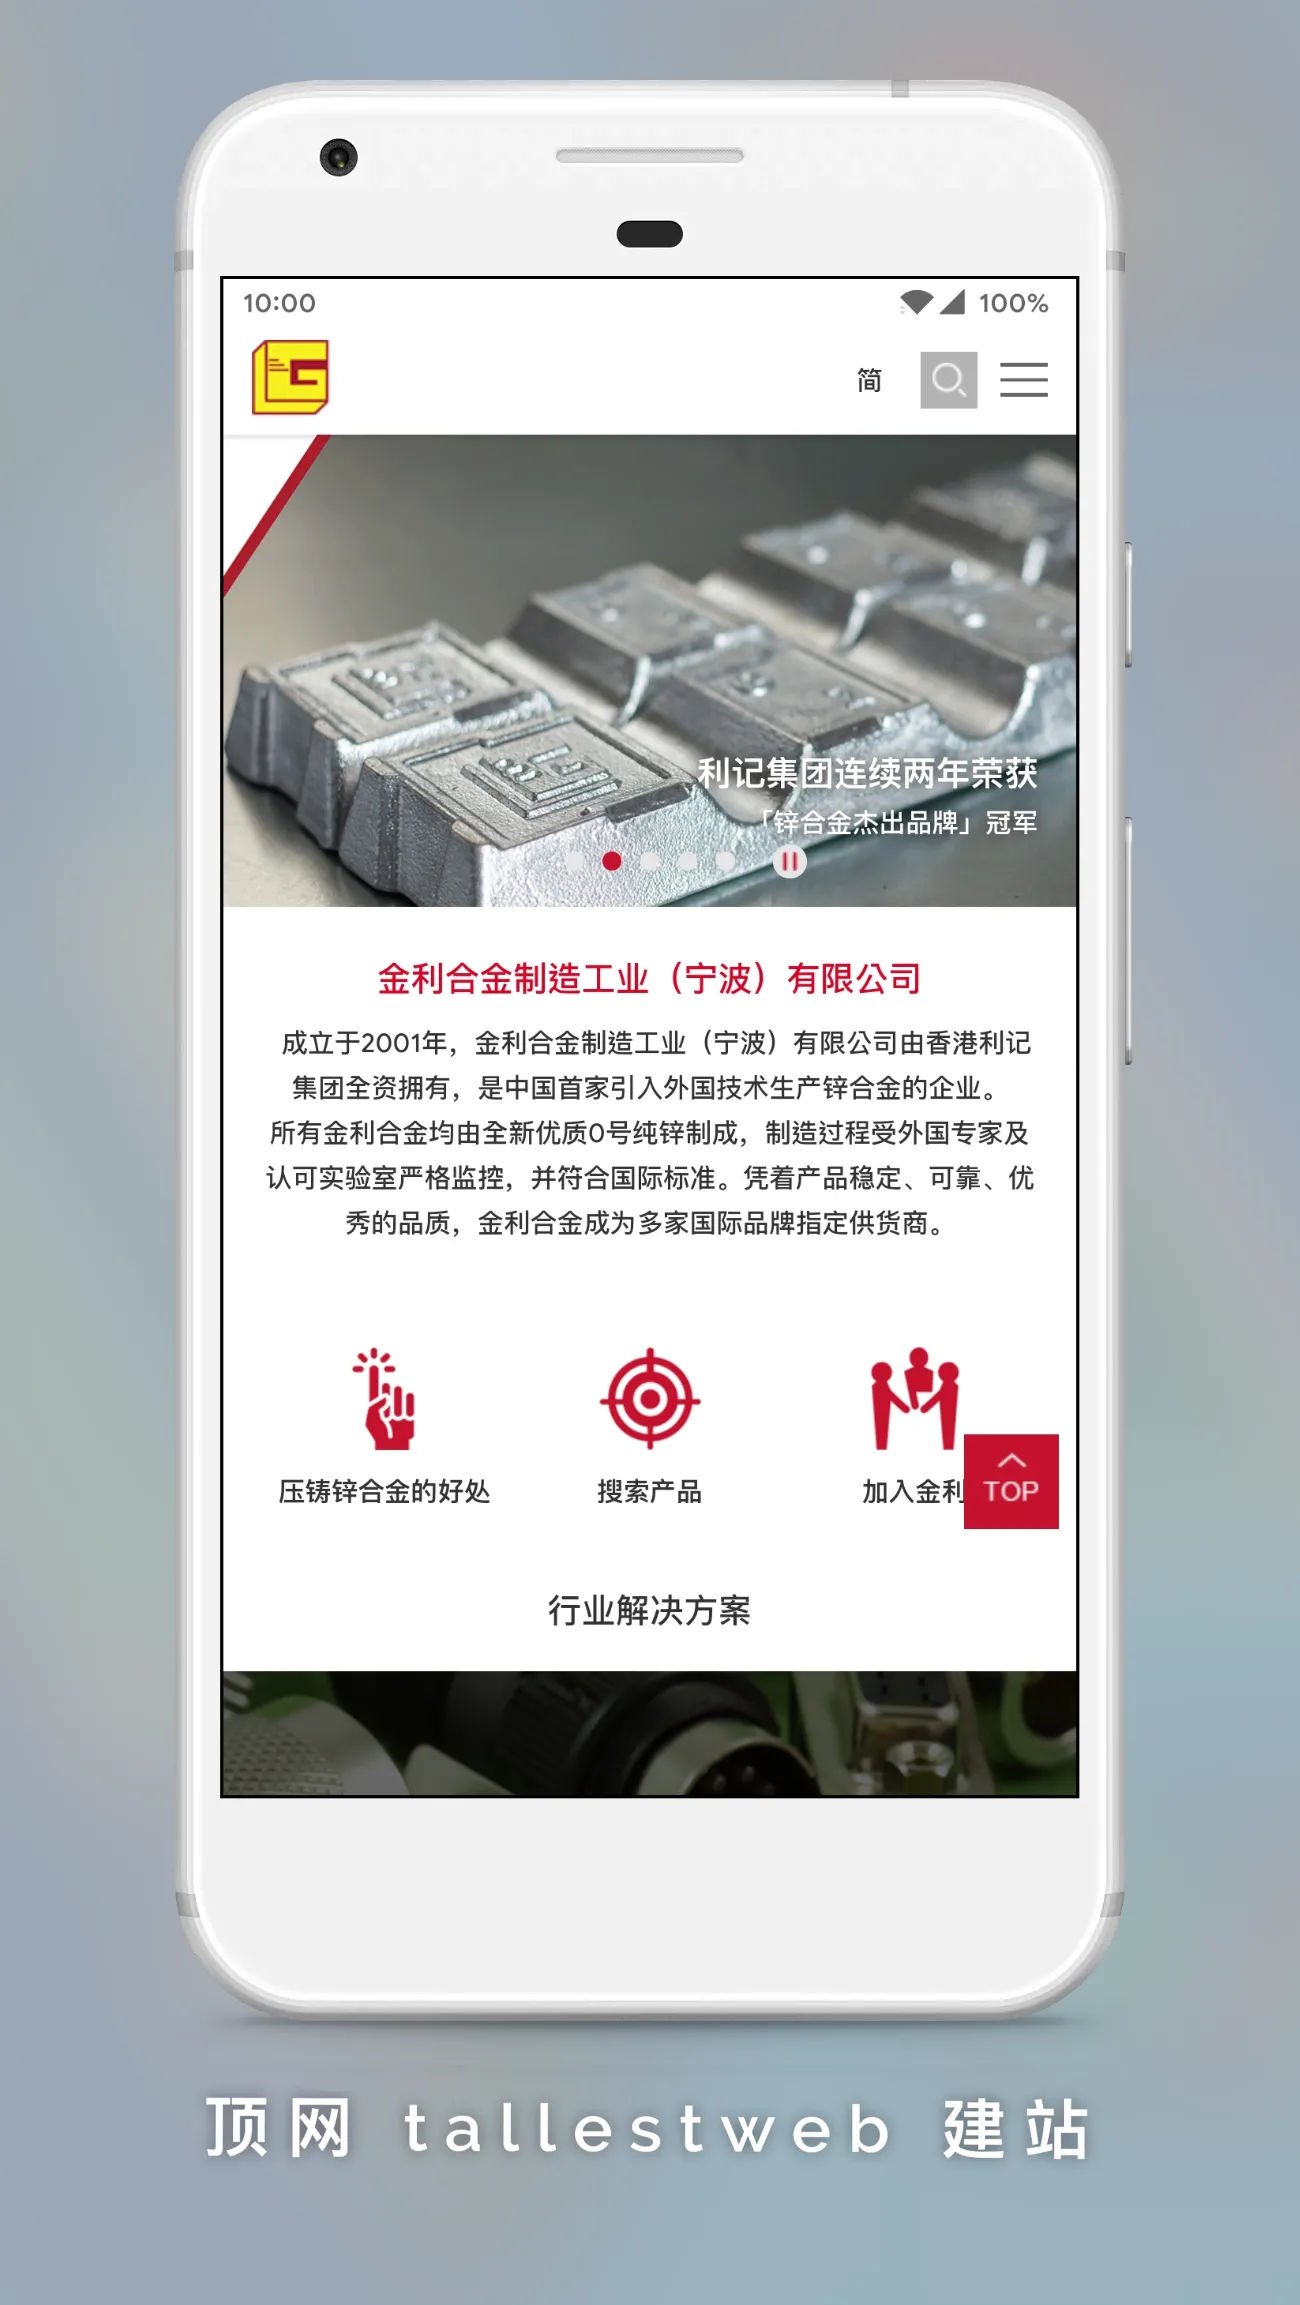 10:00 100%
G
简
利记集团连续两年荣获
「锌合金杰出品牌」冠军
金利合金制造工业（宁波）有限公司
成立于2001年，金利合金制造工业（宁波）有限公司由香港利记
集团全资拥有，是中国首家引入外国技术生产锌合金的企业。
所有金利合金均由全新优质0号纯锌制成，制造过程受外国专家及
认可实验室严格监控，并符合国际标准。凭着产品稳定、可靠、优
秀的品质，金利合金成为多家国际品牌指定供货商。
压铸锌合金的好处 搜索产品 加入金利
TOP
行业解决方案
顶网 tallestweb 建站